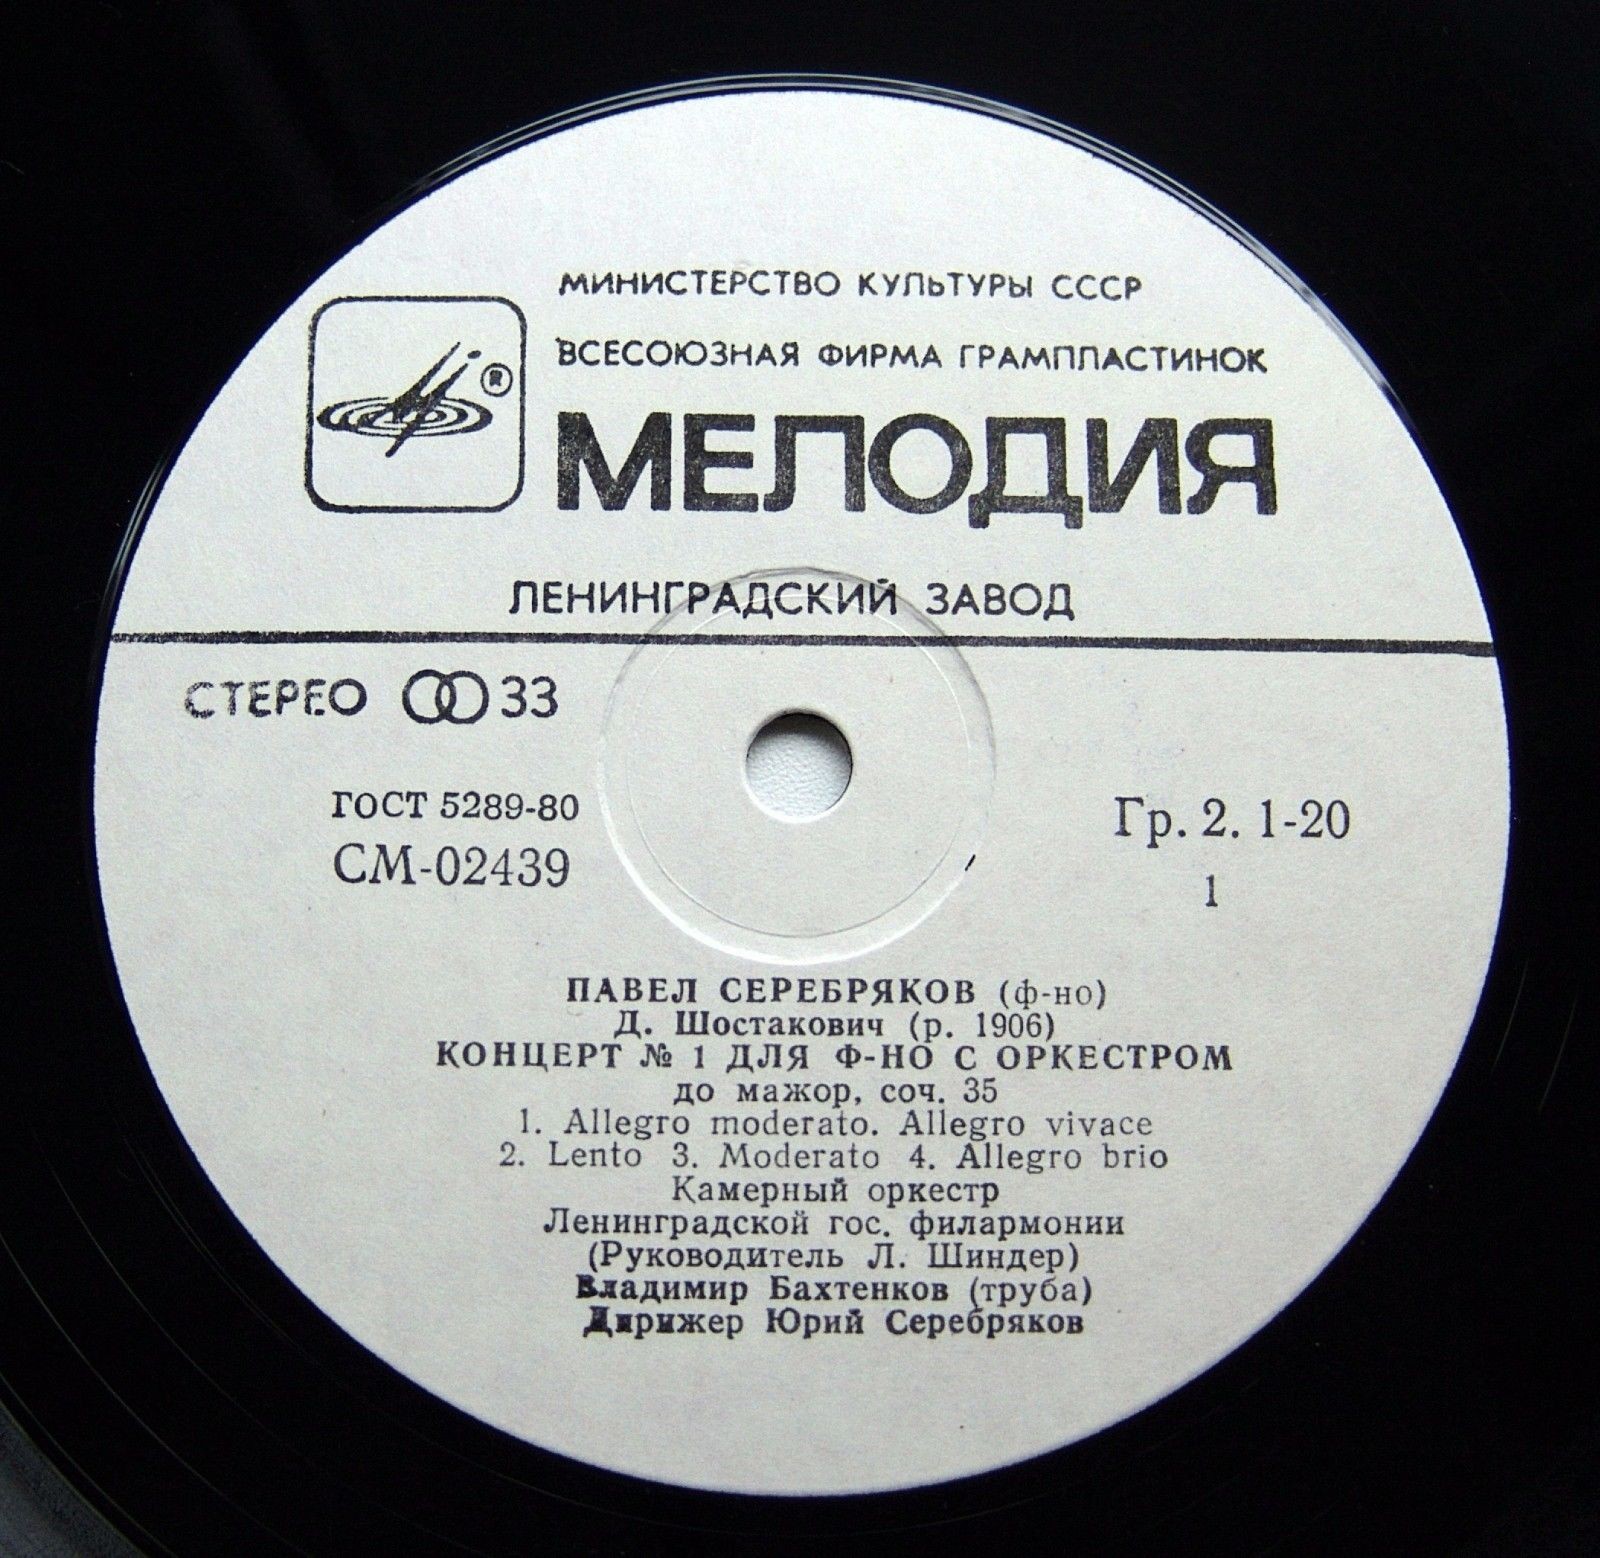 МИНИСТЕРСТВО КУЛЬТУРЫ СССР
ВСЕСОЮЗНАЯ ФИРМА ГРАМПЛАСТИНОК
®
МЕЛОДИЯ
ЛЕНИНГРАДСКИЙ ЗАВОД
СТЕРЕО 33
ГОСТ 5289-80
СМ-02439
Гр. 2. 1-20
1
ПАВЕЛ СЕРЕБРЯКОВ (ф-но)
Д. Шостакович (р. 1906)
КОНЦЕРТ № 1 ДЛЯ Ф-НО С ОРКЕСТРОМ
до мажор, соч. 35
1. Allegro moderato. Allegro vivace
2. Lento 3. Moderato 4. Allegro brio
Камерный оркестр
Ленинградской гос. филармонии
(Руководитель Л. Шиндер)
Владимир Бахтенков (труба)
Дирижер Юрий Серебряков